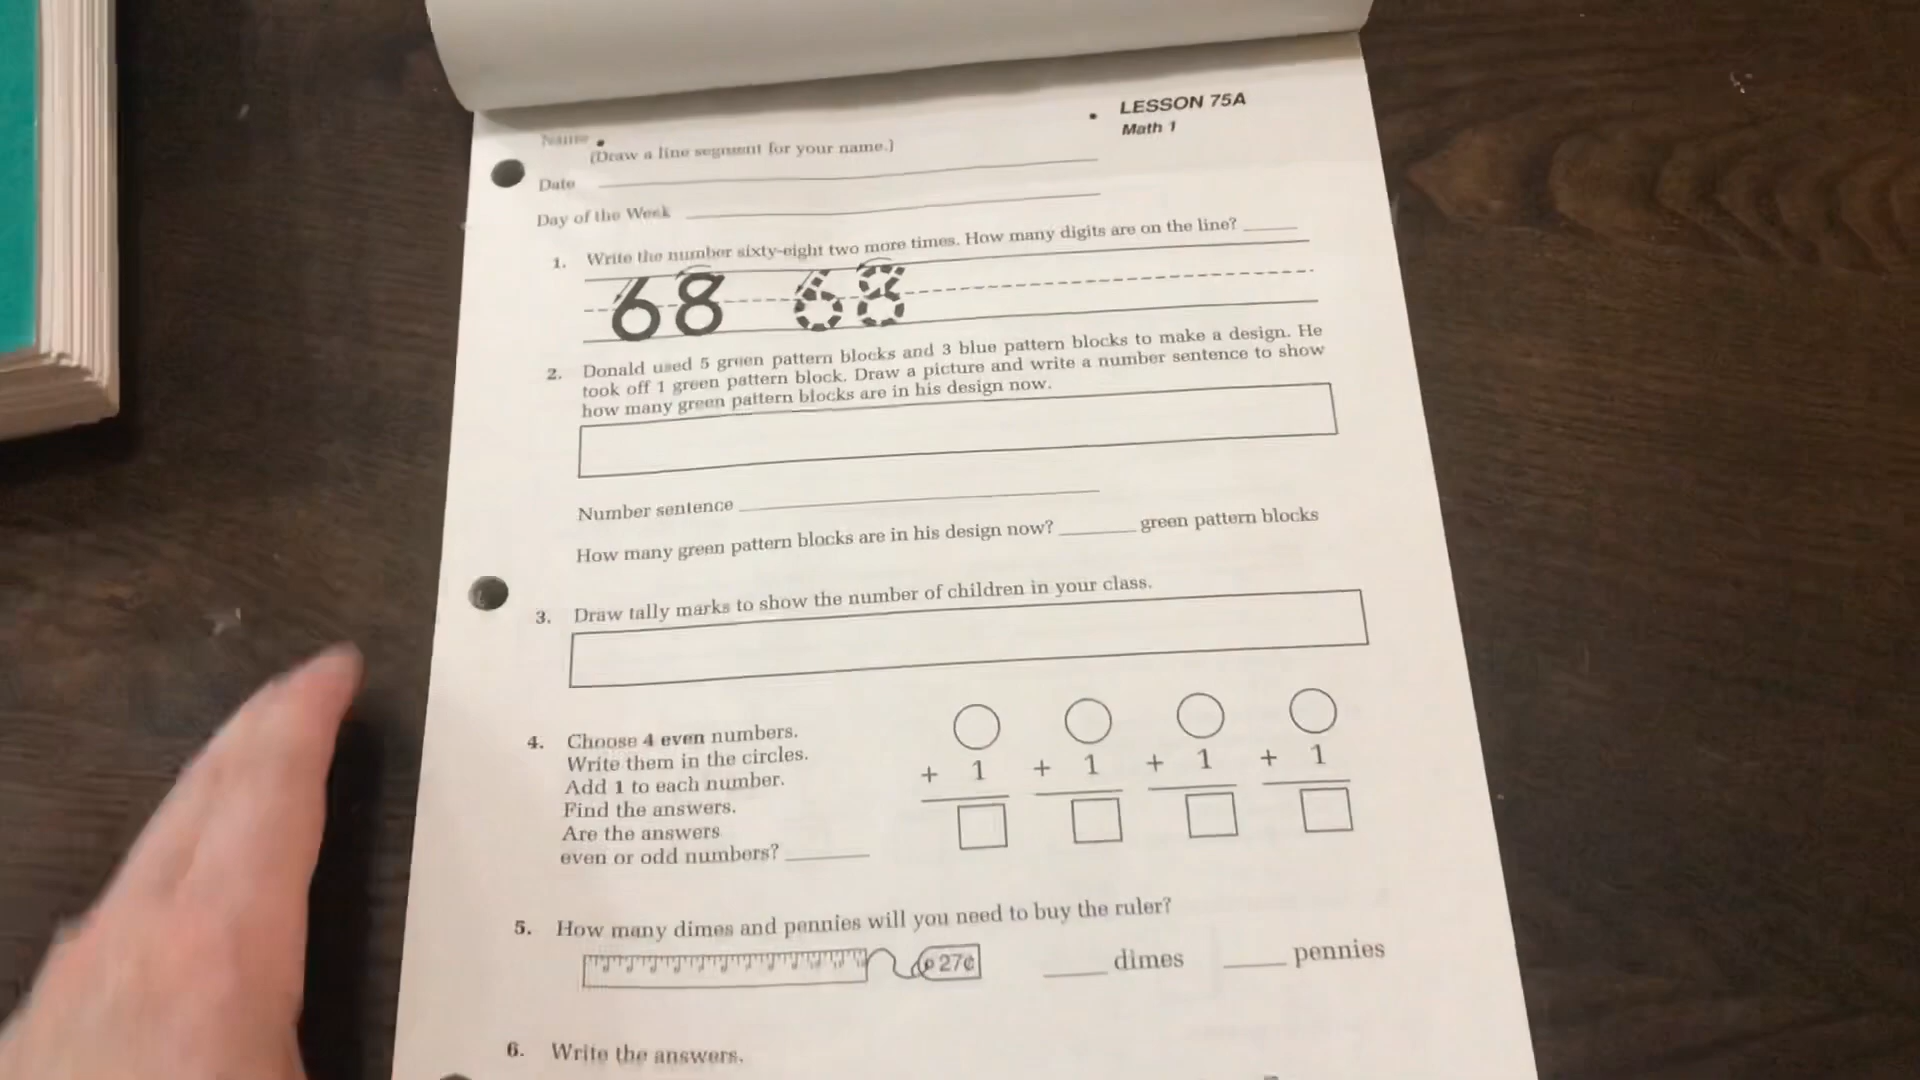 LESSON 75A
Math 1
Name
(Draw a line segment for your name.)
Date
Day of the Week
1. Write the number sixty-eight two more times. How many digits are on the line?
68 68
2. Donald used 5 green pattern blocks and 3 blue pattern blocks to make a design. He
took off 1 green pattern block. Draw a picture and write a number sentence to show
how many green pattern blocks are in his design now.
Number sentence
How many green pattern blocks are in his design now? green pattern blocks
3. Draw tally marks to show the number of children in your class.
4. Choose 4 even numbers.
Write them in the circles.
Add 1 to each number.
Find the answers.
Are the answers
even or odd numbers?
+ 1 + 1 + 1 + 1
5. How many dimes and pennies will you need to buy the ruler?
27¢ dimes pennies
6. Write the answers.